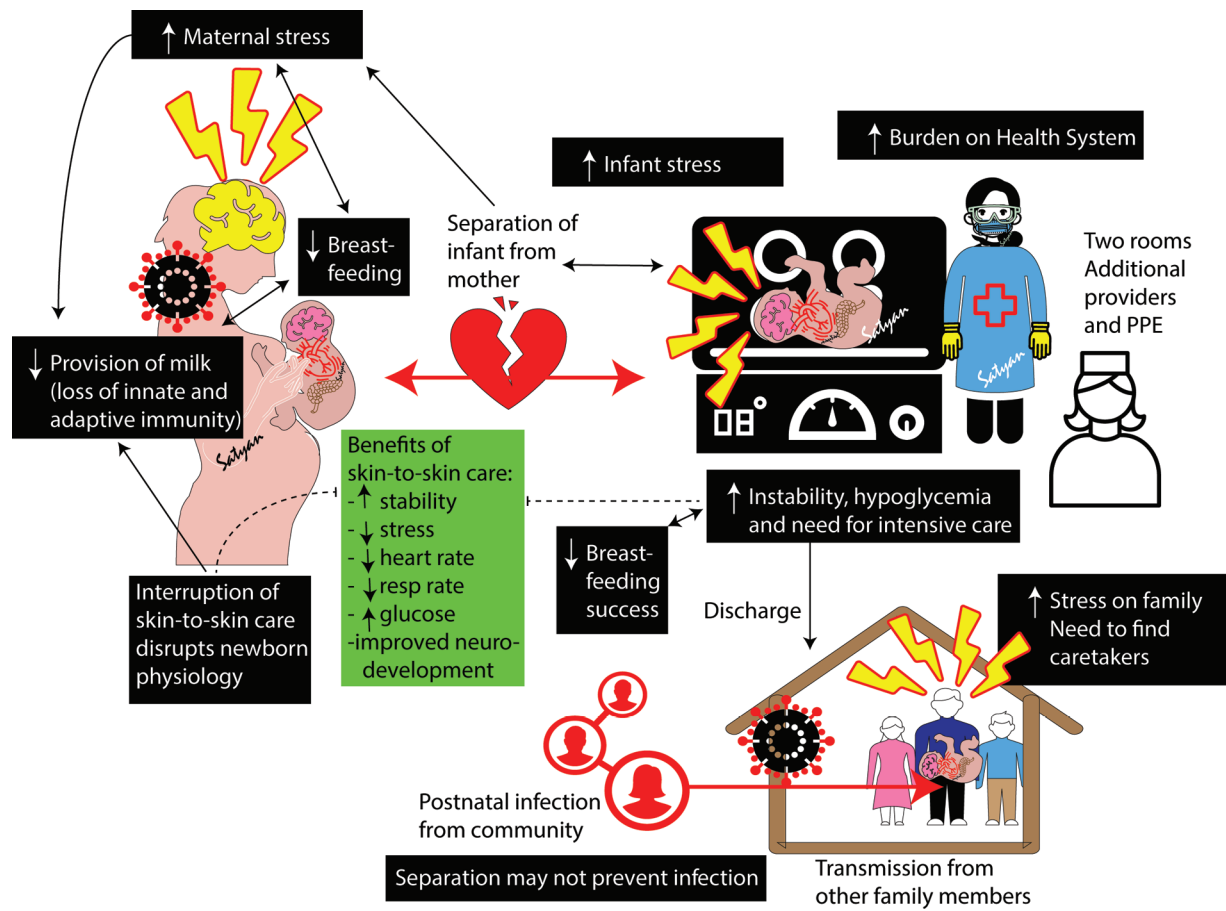 ↑ Maternal stress
↑ Infant stress
↑ Burden on Health System
↓ Breast-
feeding
Separation of
infant from
mother
Two rooms
Additional
providers
and PPE
↓ Provision of milk
(loss of innate and
adaptive immunity)
Satyan
Satyan
Satyan
Satyan
08°
Benefits of
skin-to-skin care:
- ↑ stability
- ↓ stress
- ↓ heart rate
- ↓ resp rate
- ↑ glucose
-improved neuro-
development
Interruption of
skin-to-skin care
disrupts newborn
physiology
↑ Instability, hypoglycemia
and need for intensive care
↓ Breast-
feeding
success
Discharge
↑ Stress on family
Need to find
caretakers
Postnatal infection
from community
Separation may not prevent infection
Transmission from
other family members